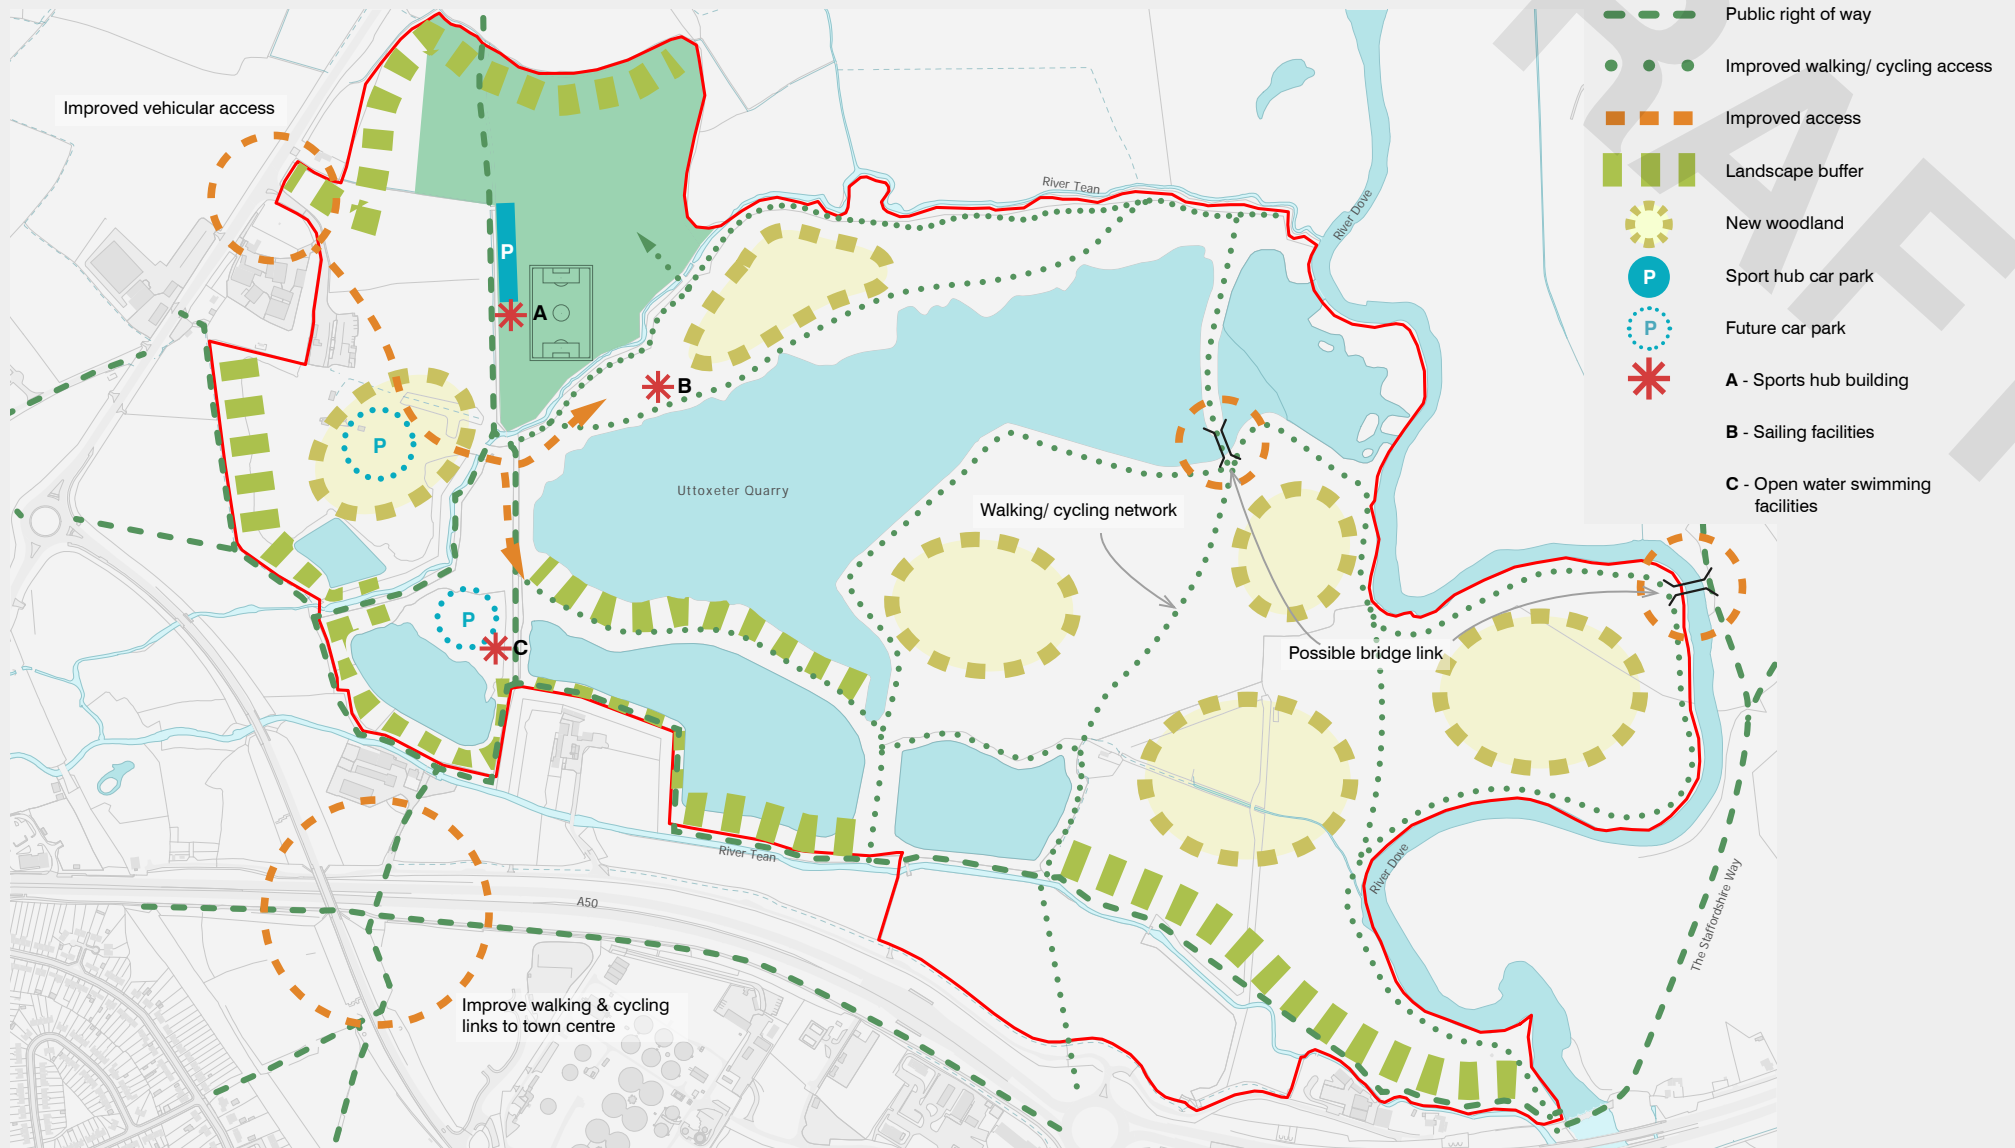 Public right of way
Improved walking/ cycling access
Improved access
Landscape buffer
New woodland
P
Sport hub car park
P
Future car park
A - Sports hub building
B - Sailing facilities
C - Open water swimming
facilities
Improved vehicular access
River Tean
River Dove
P
A
B
P
Uttoxeter Quarry
Walking/ cycling network
P
C
Possible bridge link
River Tean
River Dove
A50
The Staffordshire Way
Improve walking & cycling
links to town centre
RAFT